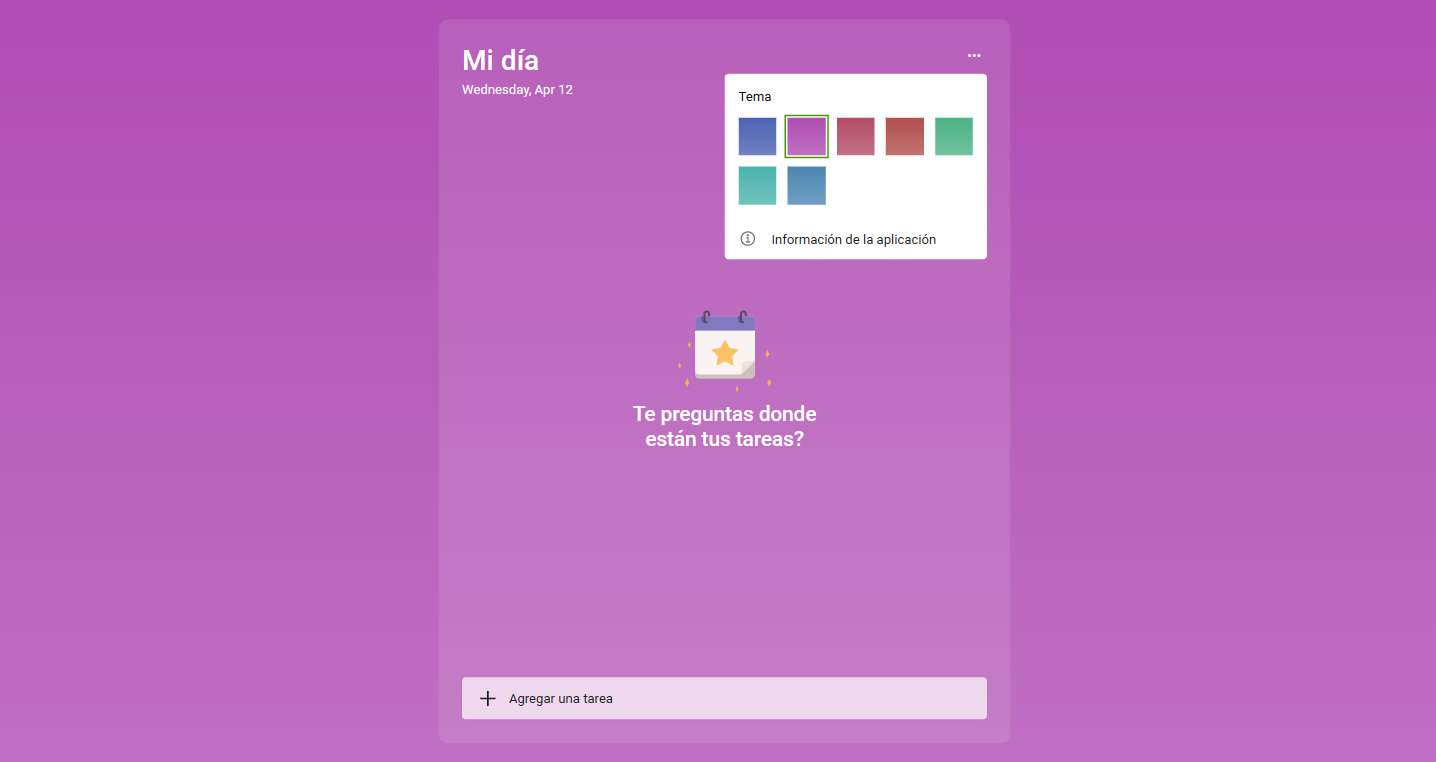 Mi día
Wednesday, Apr 12
Tema
Información de la aplicación
Te preguntas donde
están tus tareas?
Agregar una tarea